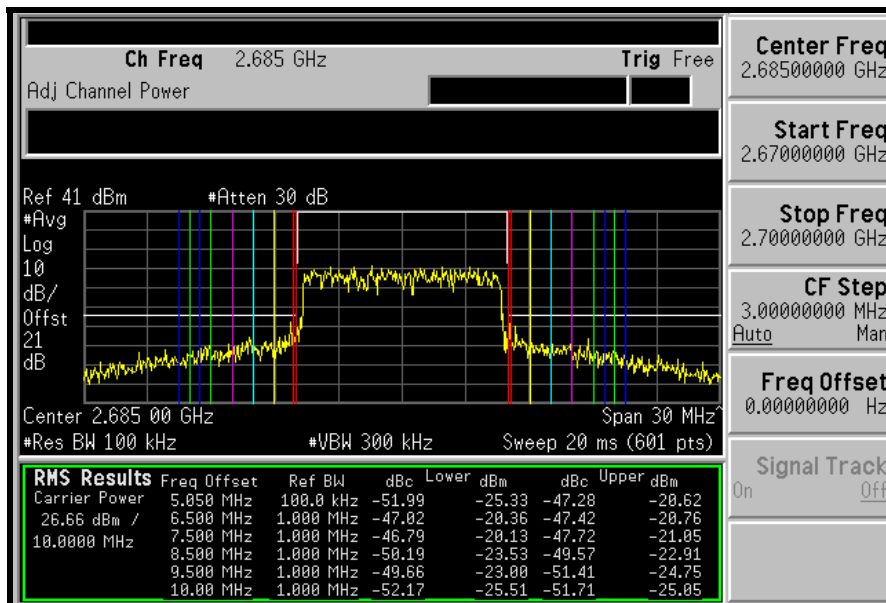 Ch Freq 2.685 GHz Trig Free
Adj Channel Power
Ref 41 dBm #Atten 30 dB
#Avg
Log
10
dB/
Offst
21
dB
Center 2.685 00 GHz Span 30 MHz^
#Res BW 100 kHz #VBW 300 kHz Sweep 20 ms (601 pts)
RMS Results Freq Offset Ref BW dBc Lower dBm dBc Upper dBm
Carrier Power 5.050 MHz 100.0 kHz -51.99 -25.33 -47.28 -20.62
26.66 dBm / 6.500 MHz 1.000 MHz -47.02 -20.36 -47.42 -20.76
10.0000 MHz 7.500 MHz 1.000 MHz -46.79 -20.13 -47.72 -21.05
8.500 MHz 1.000 MHz -50.19 -23.53 -49.57 -22.91
9.500 MHz 1.000 MHz -49.66 -23.00 -51.41 -24.75
10.00 MHz 1.000 MHz -52.17 -25.51 -51.71 -25.05
Center Freq
2.68500000 GHz
Start Freq
2.67000000 GHz
Stop Freq
2.70000000 GHz
CF Step
3.00000000 MHz
Auto Man
Freq Offset
0.00000000 Hz
Signal Track
On Off